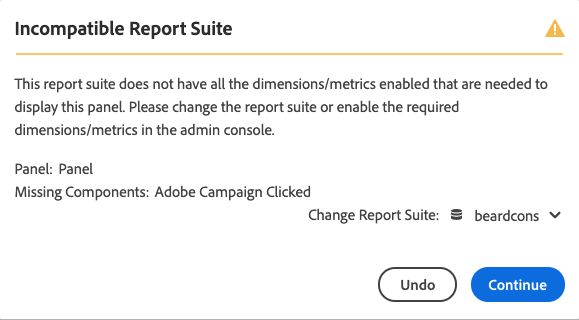 Incompatible Report Suite
This report suite does not have all the dimensions/metrics enabled that are needed to
display this panel. Please change the report suite or enable the required
dimensions/metrics in the admin console.
Panel: Panel
Missing Components: Adobe Campaign Clicked
Change Report Suite: beardcons
Undo Continue